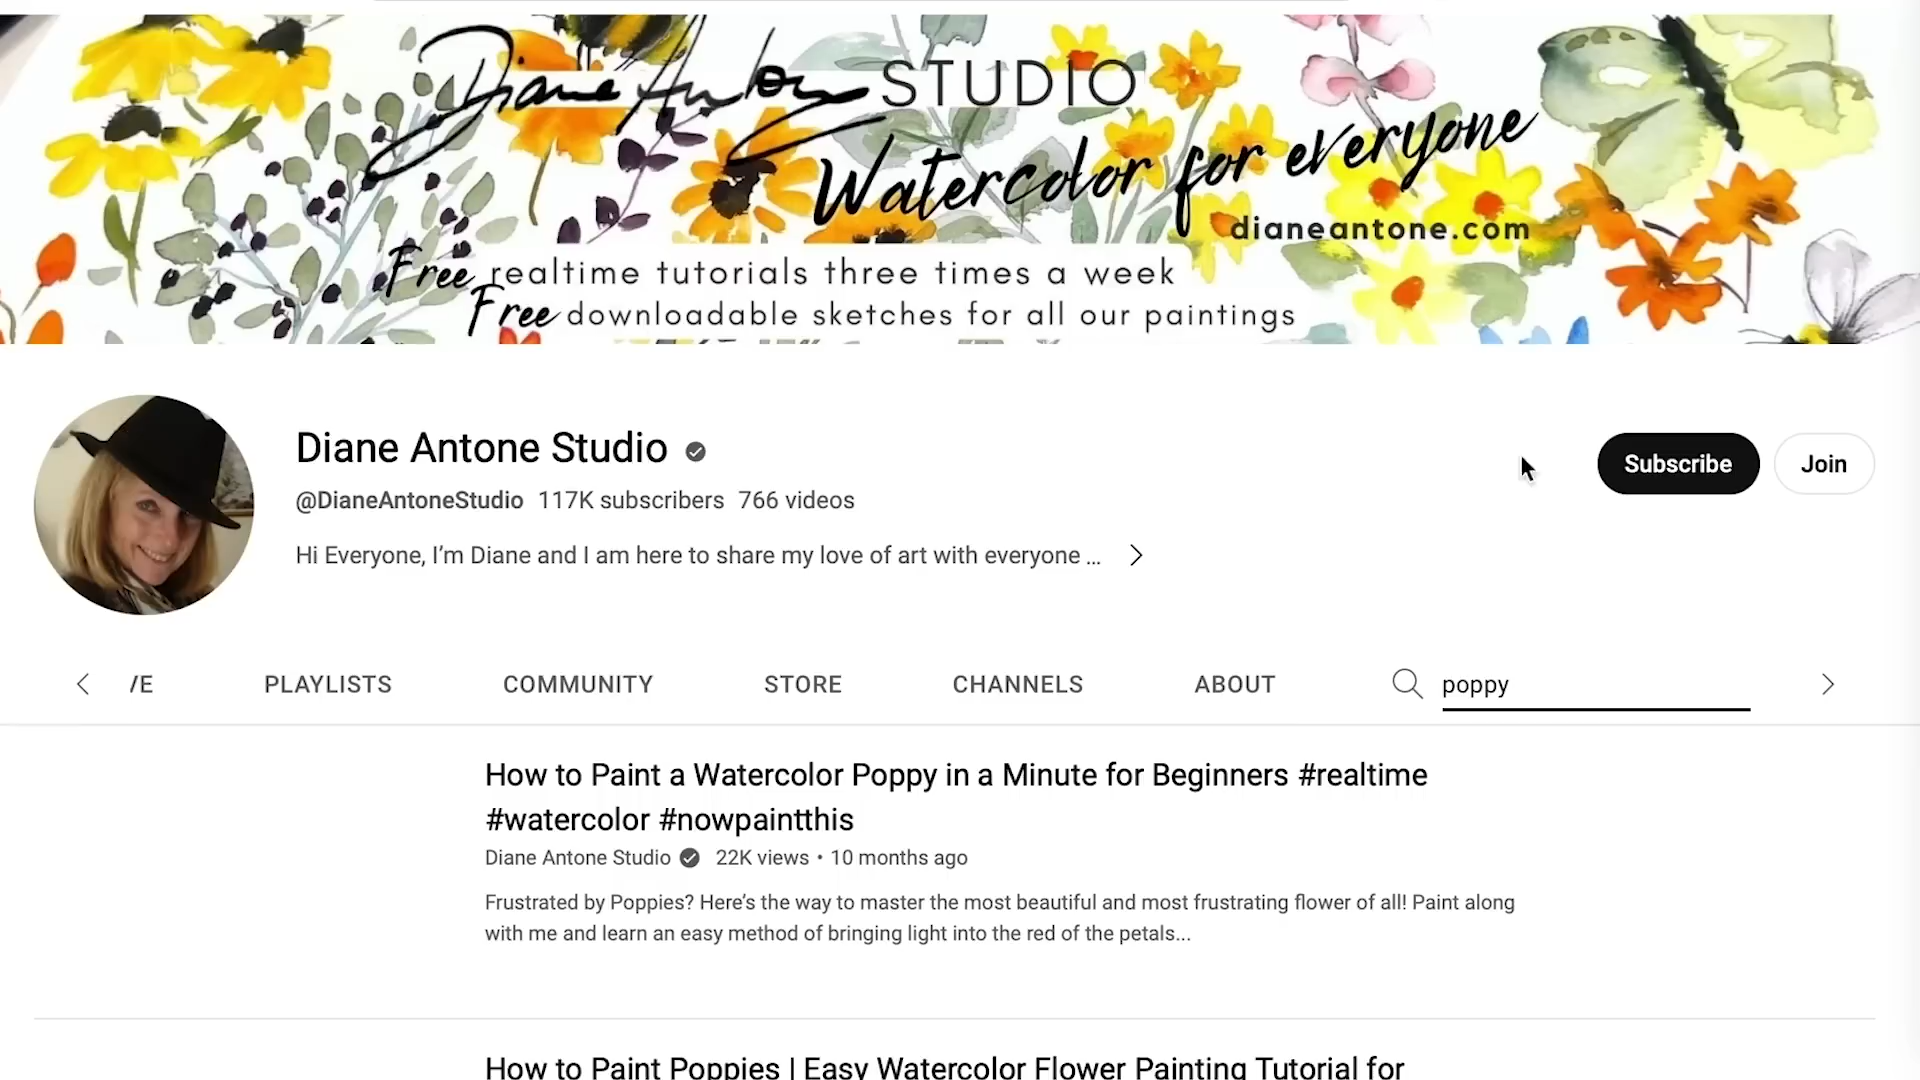 Diane Antone STUDIO
Watercolor for everyone
dianeantone.com
Free realtime tutorials three times a week
Free downloadable sketches for all our paintings
Diane Antone Studio
@DianeAntoneStudio 117K subscribers 766 videos
Subscribe Join
Hi Everyone, I’m Diane and I am here to share my love of art with everyone ...
PLAYLISTS COMMUNITY STORE CHANNELS ABOUT poppy
How to Paint a Watercolor Poppy in a Minute for Beginners #realtime
#watercolor #nowpaintthis
Diane Antone Studio 22K views • 10 months ago
Frustrated by Poppies? Here’s the way to master the most beautiful and most frustrating flower of all! Paint along
with me and learn an easy method of bringing light into the red of the petals...
How to Paint Poppies | Easy Watercolor Flower Painting Tutorial for